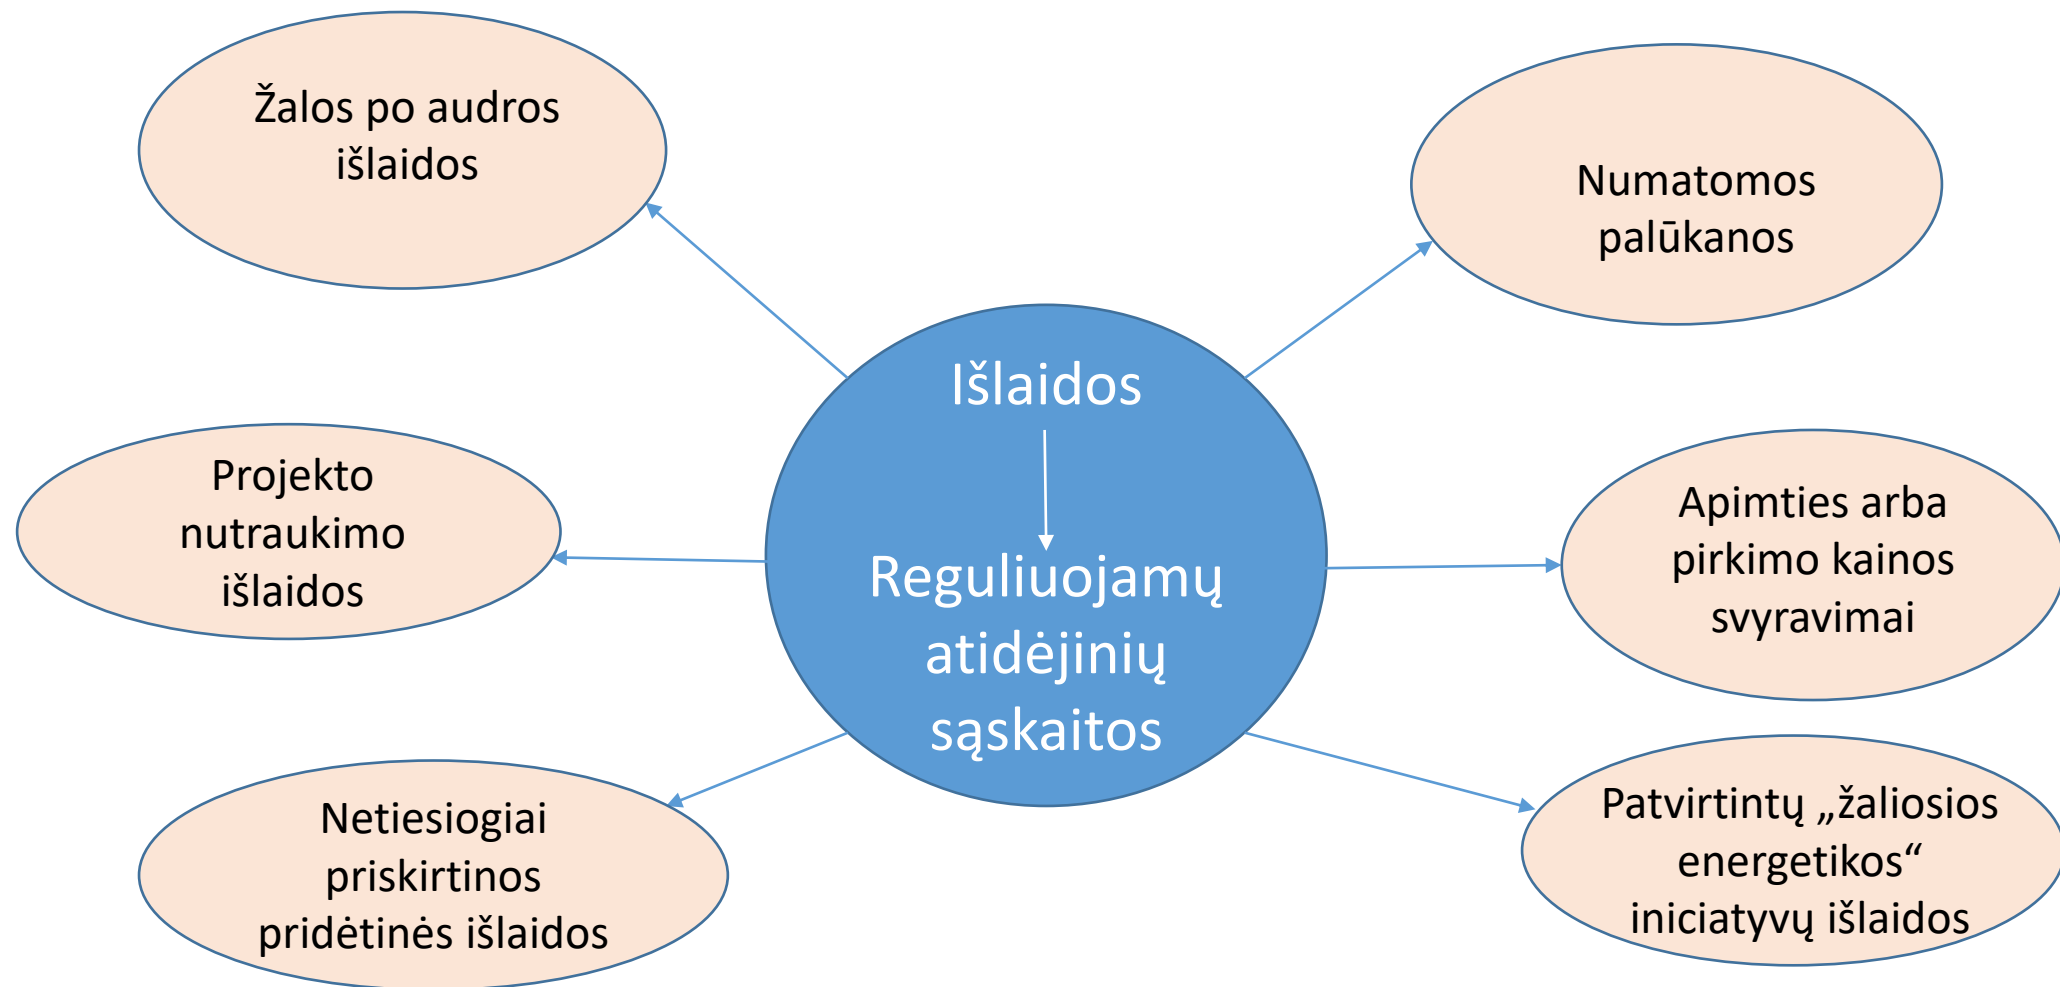 Žalos po audros
išlaidos
Numatomos
palūkanos
Išlaidos
Reguliuojamų
atidėjinių
sąskaitos
Projekto
nutraukimo
išlaidos
Apimties arba
pirkimo kainos
svyravimai
Netiesiogiai
priskirtinos
pridėtinės išlaidos
Patvirtintų „žaliosios
energetikos“
iniciatyvų išlaidos